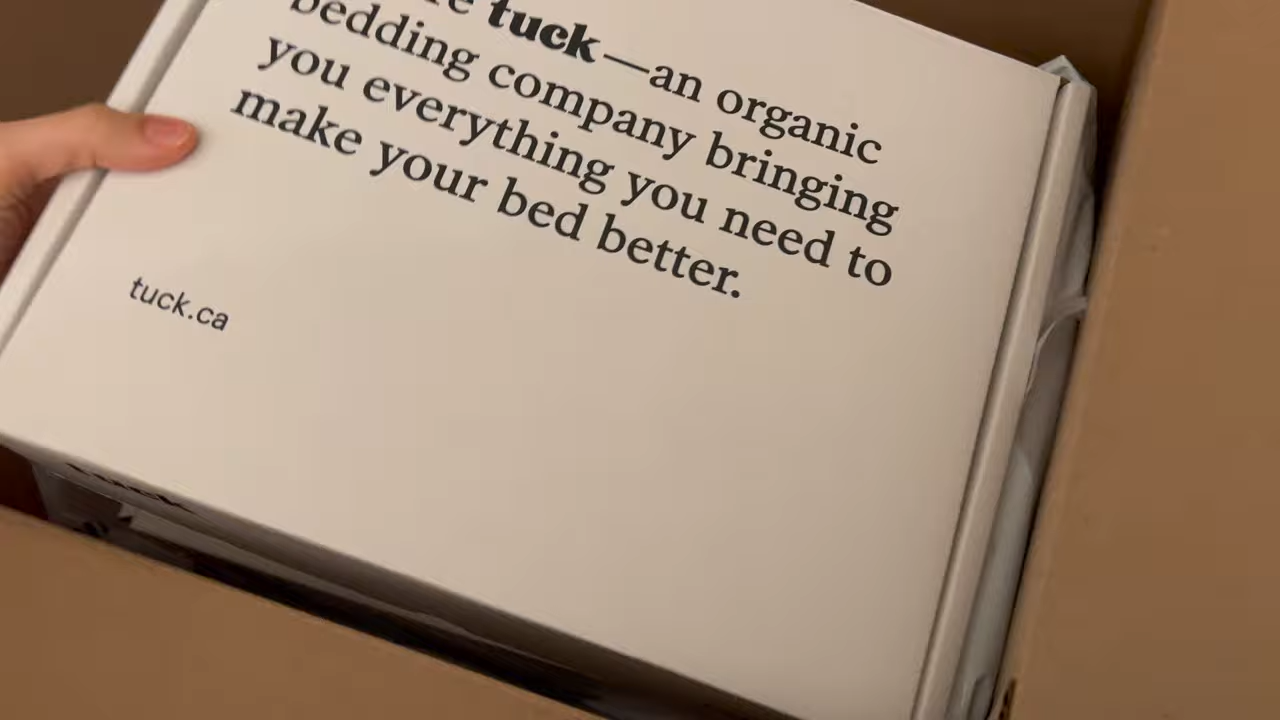 tuck—an organic
bedding company bringing
you everything you need to
make your bed better.
tuck.ca